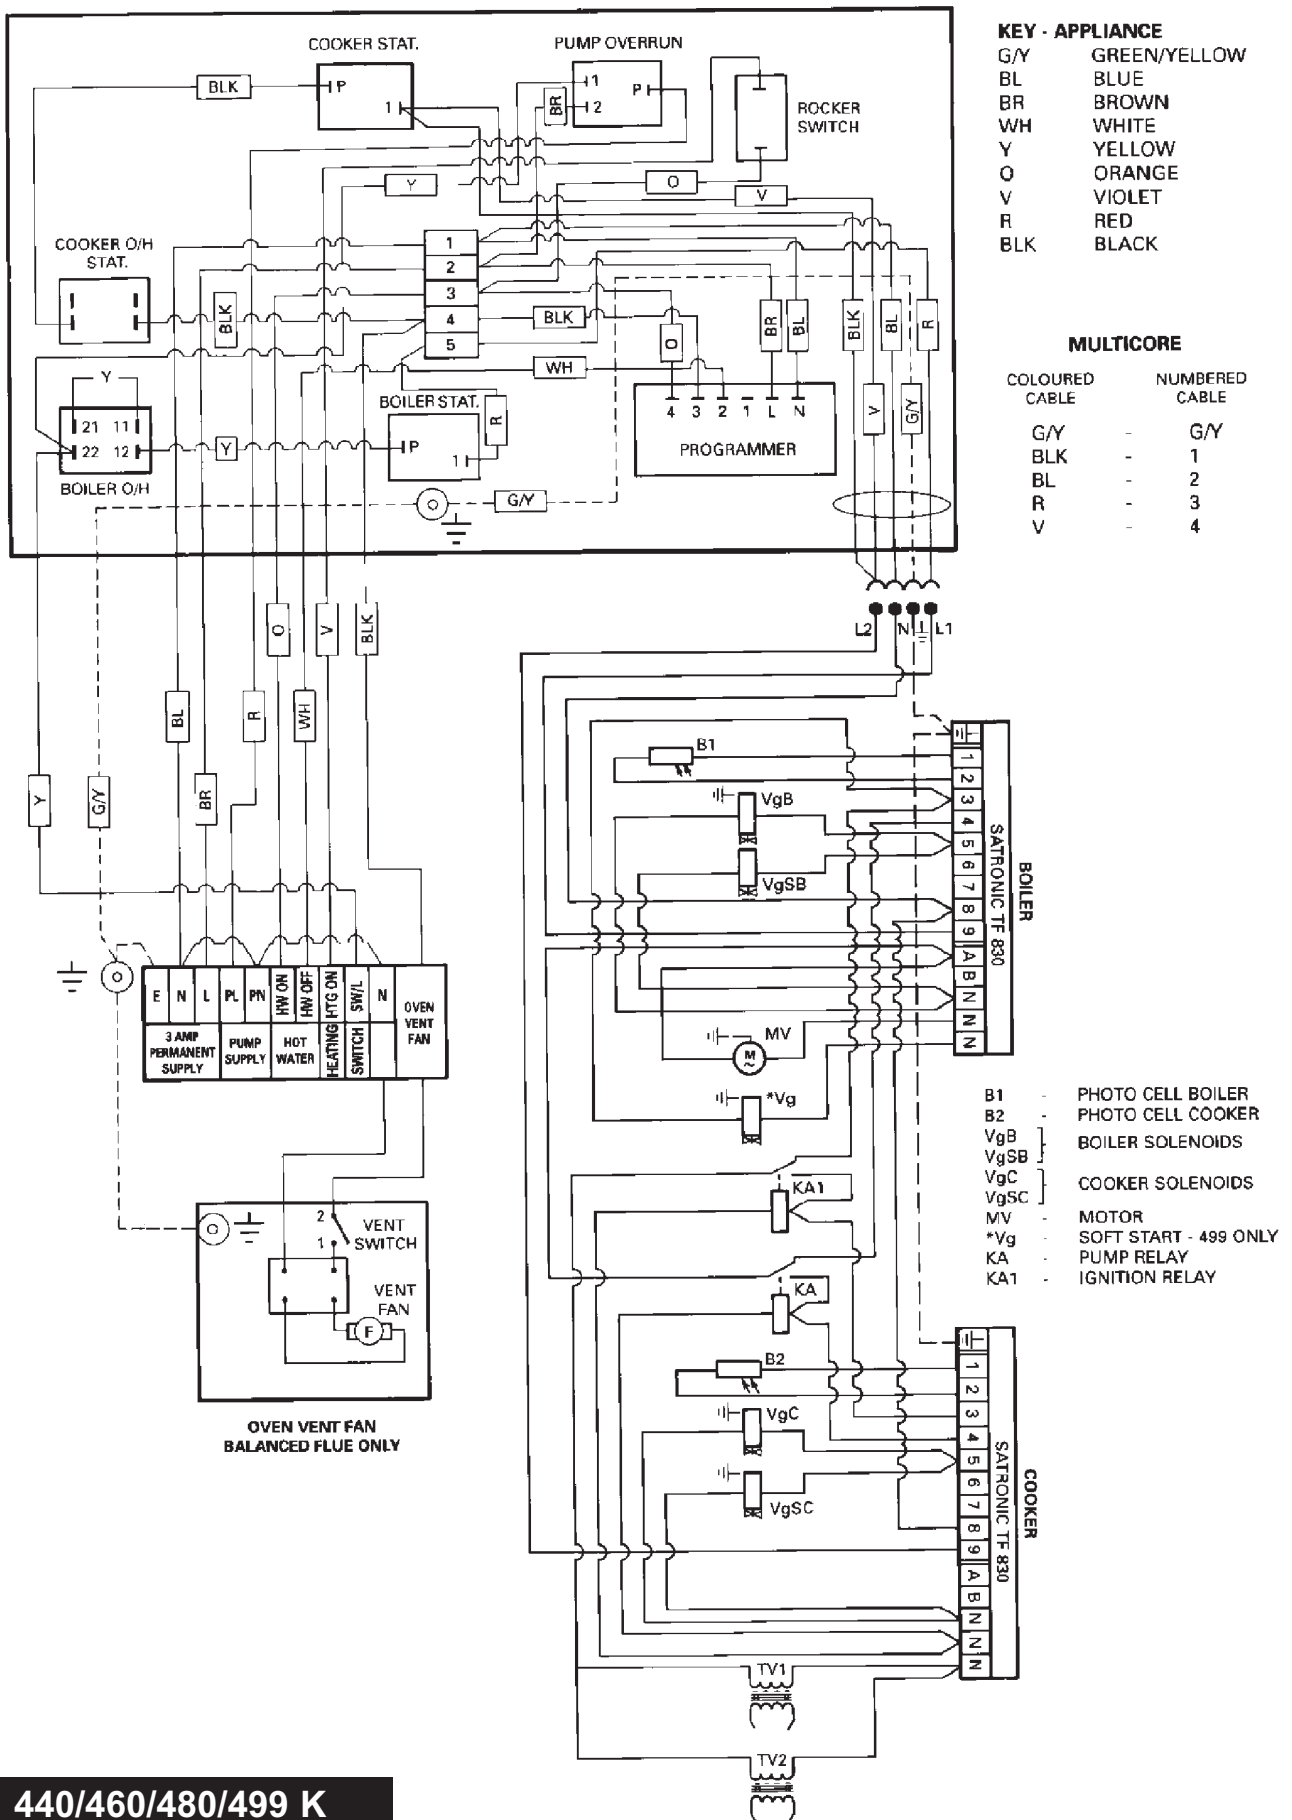 COOKER STAT.
PUMP OVERRUN
KEY - APPLIANCE
G/Y GREEN/YELLOW
BL BLUE
BR BROWN
WH WHITE
Y YELLOW
O ORANGE
V VIOLET
R RED
BLK BLACK
BLK
P
1
1
2
P
BR
ROCKER
SWITCH
Y
O
V
COOKER O/H
STAT.
1
2
3
4
5
BLK
BLK
O
BR
BL
BLK
BL
R
WH
V
G/Y
MULTICORE
COLOURED
CABLE
NUMBERED
CABLE
G/Y - G/Y
BLK - 1
BL - 2
R - 3
V - 4
Y
21 11
22 12
BOILER O/H
Y
BOILER STAT.
P
1
R
4 3 2 1 L N
PROGRAMMER
G/Y
O
V
BLK
L2 N L1
BL
R
WH
Y
G/Y
BR
E N L PL PN HW ON HW OFF HTG ON SW/L N
OVEN
VENT
FAN
3 AMP
PERMANENT
SUPPLY
PUMP
SUPPLY
HOT
WATER
HEATING
SWITCH
B1
VgB
VgSB
MV
M
~
*Vg
1
2
3
4
5
6
7
8
9
A
B
N
N
N
SATRONIC TF 830
BOILER
KA1
KA
B1 - PHOTO CELL BOILER
B2 - PHOTO CELL COOKER
VgB
VgSB
BOILER SOLENOIDS
VgC
VgSC
COOKER SOLENOIDS
MV - MOTOR
*Vg - SOFT START - 499 ONLY
KA - PUMP RELAY
KA1 - IGNITION RELAY
2
1
VENT
SWITCH
VENT
FAN
F
OVEN VENT FAN
BALANCED FLUE ONLY
B2
VgC
VgSC
1
2
3
4
5
6
7
8
9
A
B
N
N
N
SATRONIC TF 830
COOKER
TV1
TV2
440/460/480/499 K